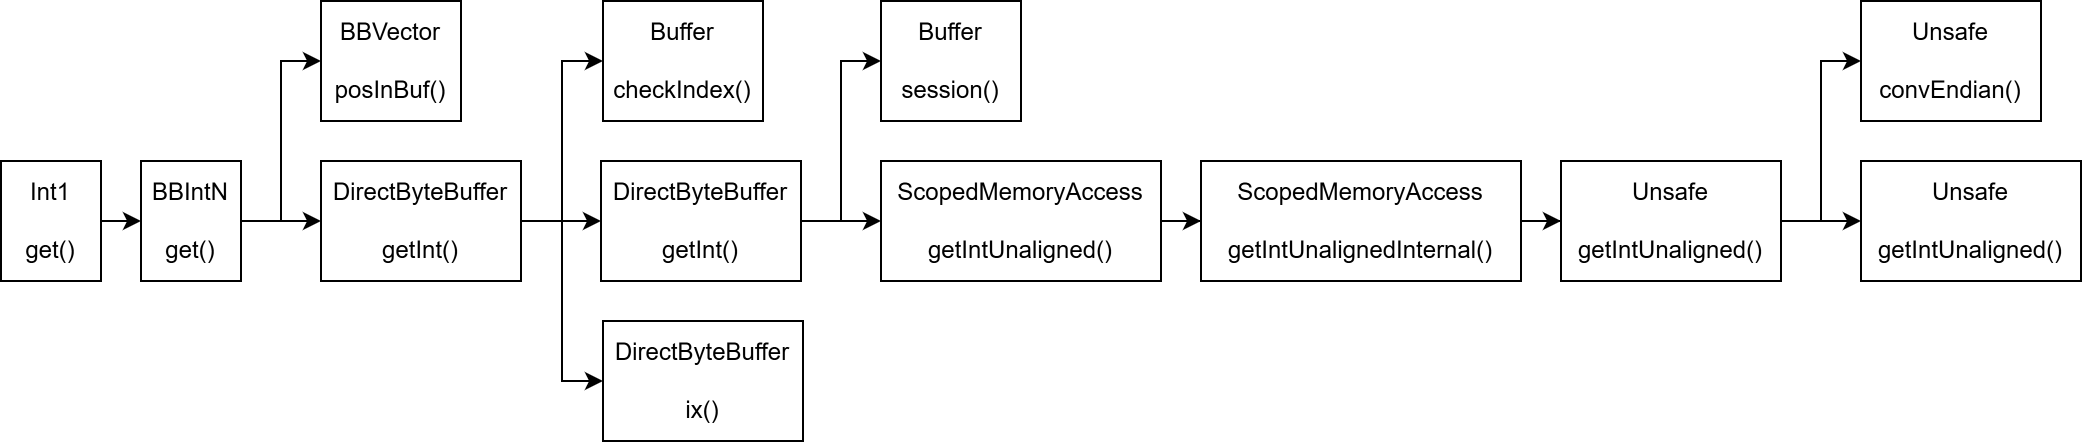 BBVector
posInBuf()
Buffer
checkIndex()
Buffer
session()
Unsafe
convEndian()
Int1
get()
BBIntN
get()
DirectByteBuffer
getInt()
DirectByteBuffer
getInt()
ScopedMemoryAccess
getIntUnaligned()
ScopedMemoryAccess
getIntUnalignedInternal()
Unsafe
getIntUnaligned()
Unsafe
getIntUnaligned()
DirectByteBuffer
ix()